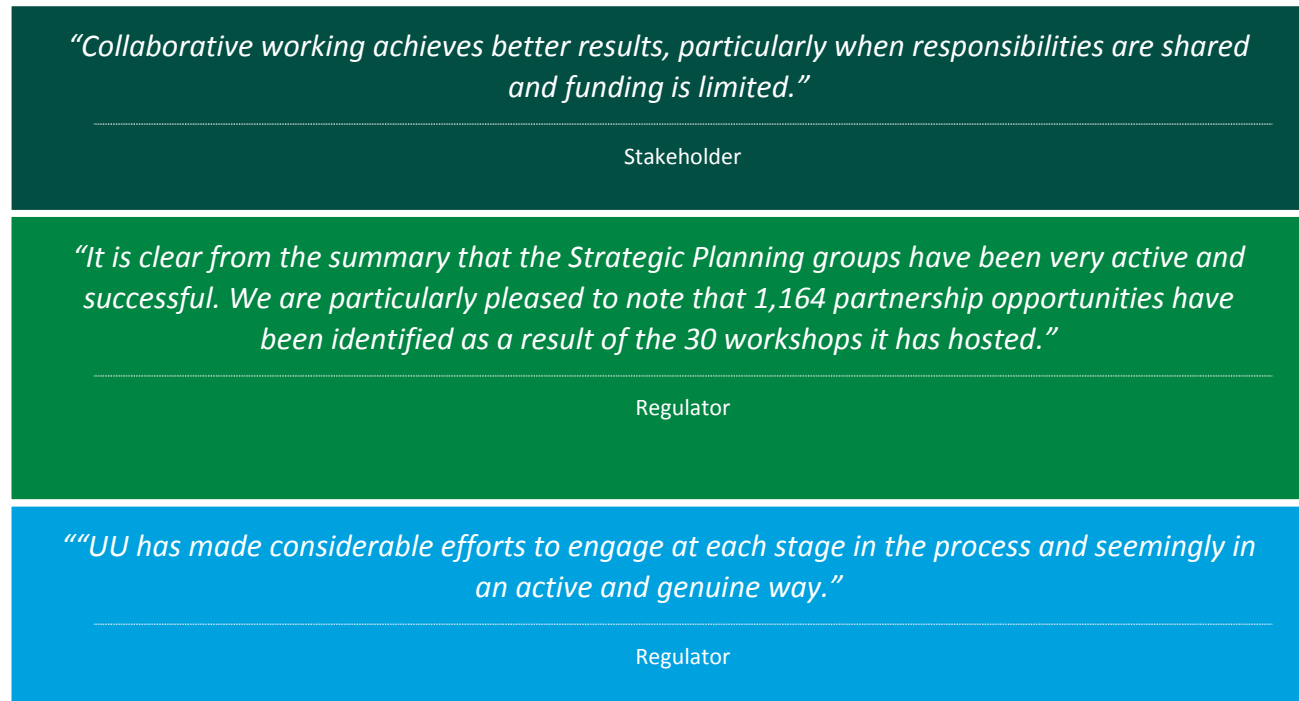 “Collaborative working achieves better results, particularly when responsibilities are shared
and funding is limited.”
Stakeholder
“It is clear from the summary that the Strategic Planning groups have been very active and
successful. We are particularly pleased to note that 1,164 partnership opportunities have
been identified as a result of the 30 workshops it has hosted.”
Regulator
““UU has made considerable efforts to engage at each stage in the process and seemingly in
an active and genuine way.”
Regulator